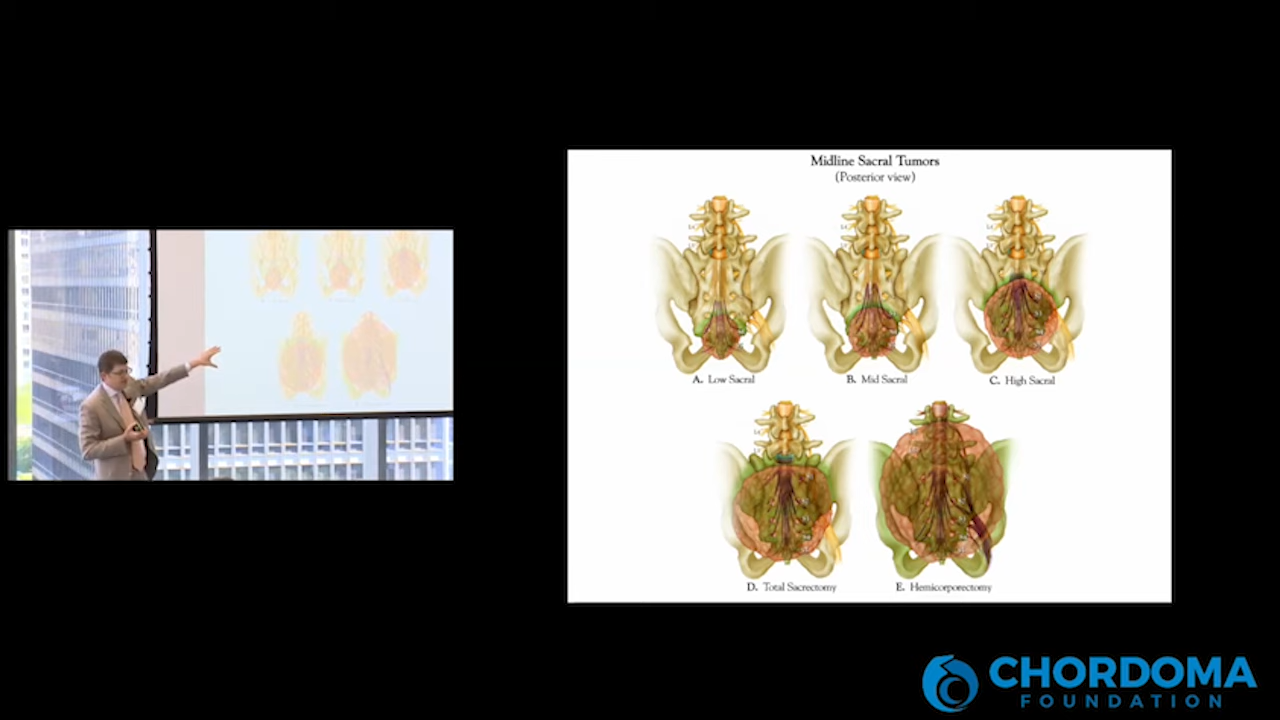 Midline Sacral Tumors
(Posterior view)
A. Low Sacral
B. Mid Sacral
C. High Sacral
D. Total Sacrectomy
E. Hemicorporectomy
CHORDOMA
FOUNDATION